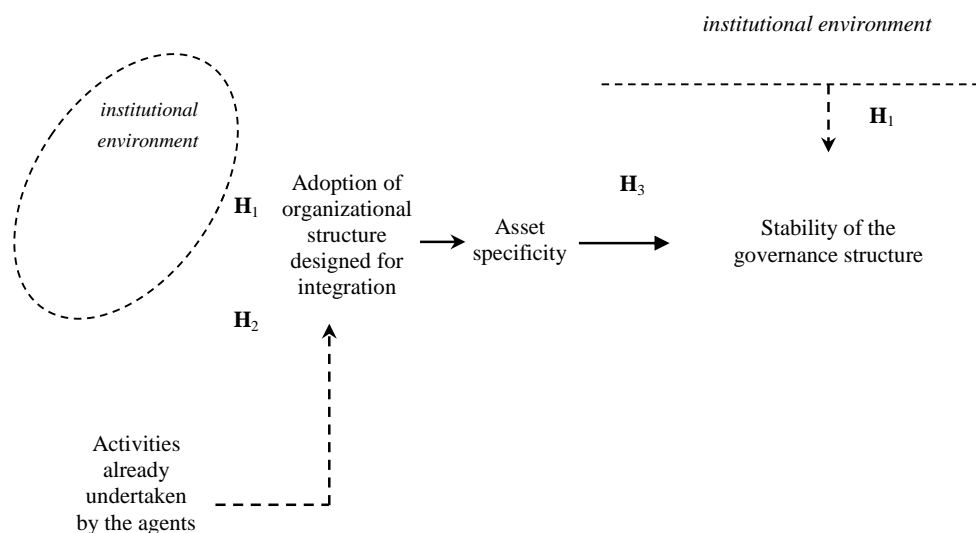 institutional environment
institutional
environment
H₁
H₁
H₃
Adoption of
organizational
structure
designed for
integration
Asset
specificity
Stability of the
governance structure
H₂
Activities
already
undertaken
by the agents